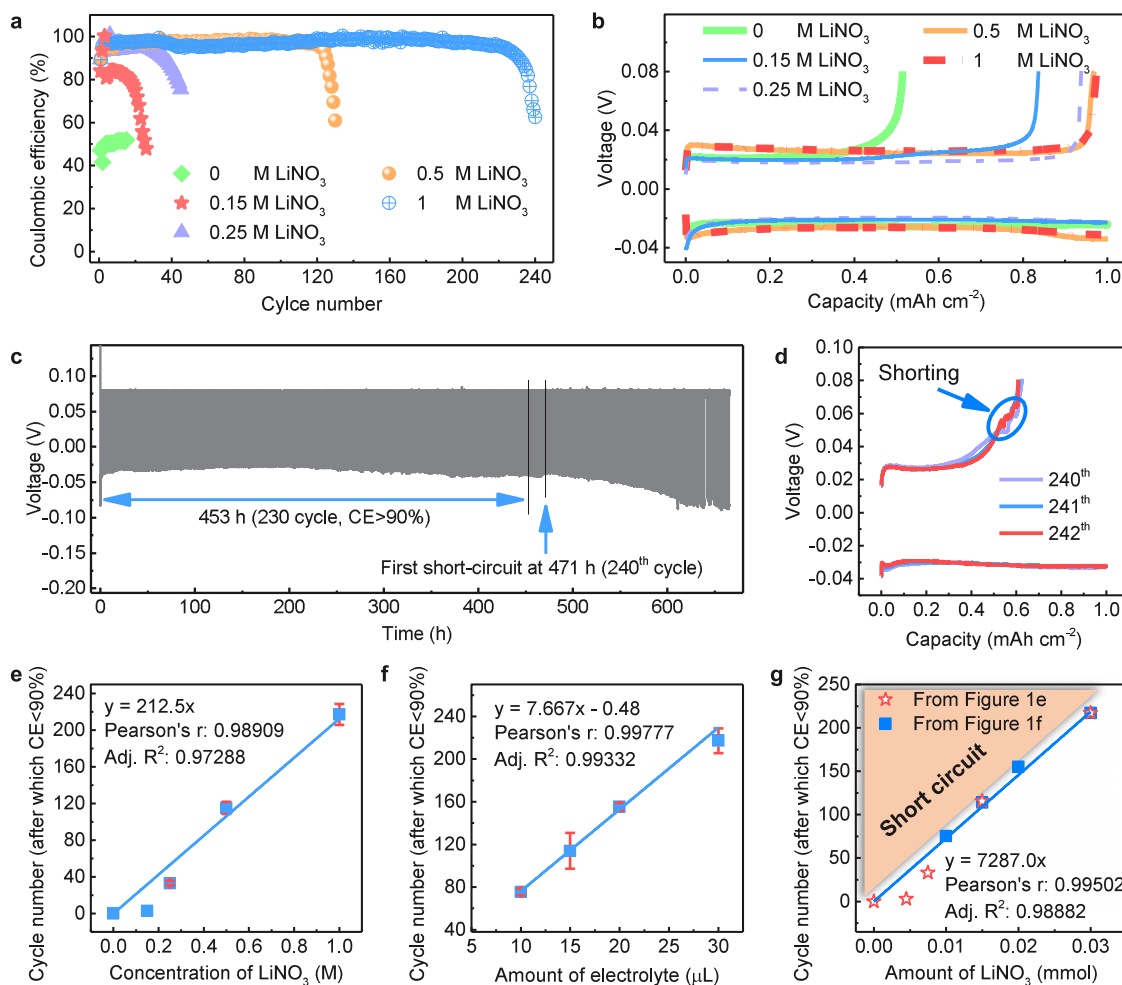 a
Coulombic efficiency (%)
100
80
60
40
20
0
0 40 80 120 160 200 240
Cylce number
0 M LiNO3
0.15 M LiNO3
0.25 M LiNO3
0.5 M LiNO3
1 M LiNO3
b
Voltage (V)
0.08
0.04
0.00
-0.04
0.0 0.2 0.4 0.6 0.8 1.0
Capacity (mAh cm-2)
0 M LiNO3
0.15 M LiNO3
0.25 M LiNO3
0.5 M LiNO3
1 M LiNO3
c
Voltage (V)
0.10
0.05
0.00
-0.05
-0.10
-0.15
-0.20
453 h (230 cycle, CE>90%)
First short-circuit at 471 h (240th cycle)
0 100 200 300 400 500 600
Time (h)
d
Voltage (V)
0.10
0.08
0.06
0.04
0.02
0.00
-0.02
-0.04
Shorting
240th
241th
242th
0.0 0.2 0.4 0.6 0.8 1.0
Capacity (mAh cm-2)
e
Cycle number (after which CE<90%)
240
200
160
120
80
40
0
y = 212.5x
Pearson's r: 0.98909
Adj. R2: 0.97288
0.0 0.2 0.4 0.6 0.8 1.0
Concentration of LiNO3 (M)
f
Cycle number (after which CE<90%)
240
200
160
120
80
40
y = 7.667x - 0.48
Pearson's r: 0.99777
Adj. R2: 0.99332
5 10 15 20 25 30
Amount of electrolyte (μL)
g
Cycle number (after which CE<90%)
250
200
150
100
50
0
From Figure 1e
From Figure 1f
Short circuit
y = 7287.0x
Pearson's r: 0.99502
Adj. R2: 0.98882
0.00 0.01 0.02 0.03
Amount of LiNO3 (mmol)